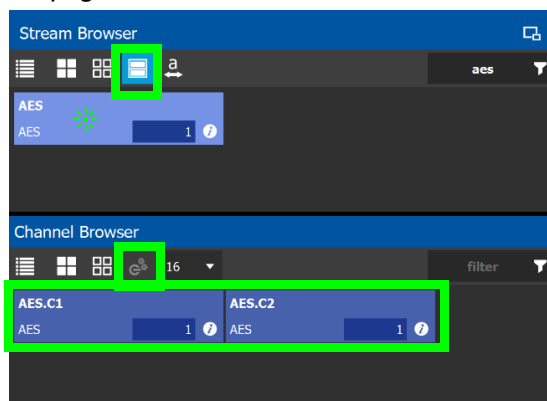 Stream Browser
a
aes
AES
AES 1 i
Channel Browser
16
filter
AES.C1 AES.C2
AES 1 i AES 1 i